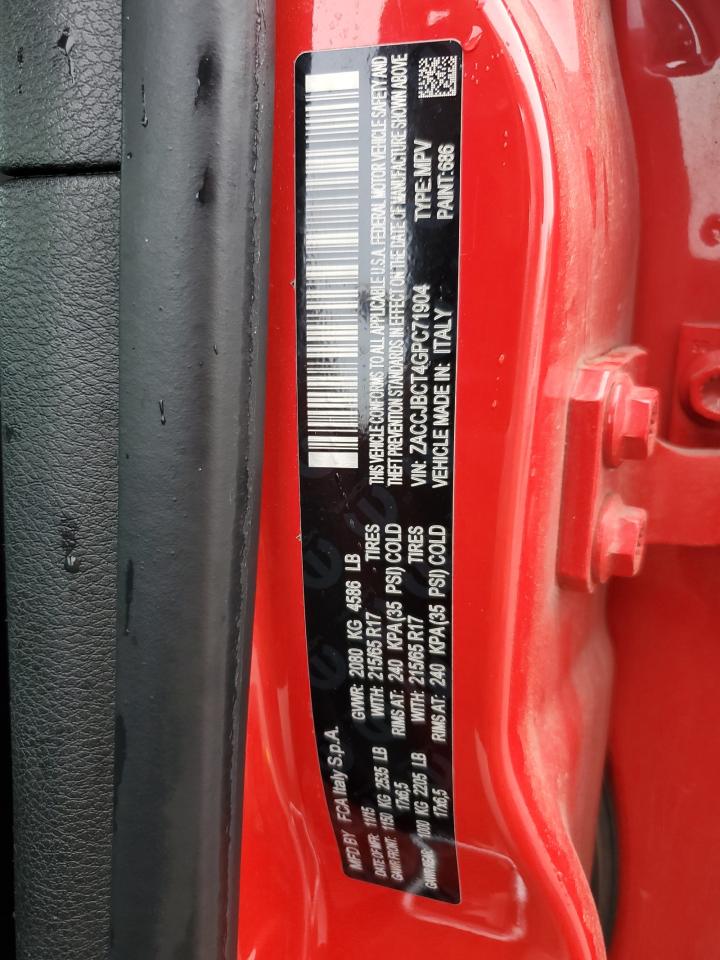 MFD BY FCA Italy S.p.A.
DATE OF MFR: 11/15 GVWR: 2080 KG 4586 LB
GAWR FRONT: 1150 KG 2535 LB WITH: 215/65 R17 TIRES
17x6,5 RIMS AT: 240 KPA(35 PSI) COLD
GAWR REAR: 1000 KG 2205 LB WITH: 215/65 R17 TIRES
17x6,5 RIMS AT: 240 KPA(35 PSI) COLD
THIS VEHICLE CONFORMS TO ALL APPLICABLE U.S.A. FEDERAL MOTOR VEHICLE SAFETY AND
THEFT PREVENTION STANDARDS IN EFFECT ON THE DATE OF MANUFACTURE SHOWN ABOVE
VIN: ZACCJBCT4GPC71904 TYPE:MPV
VEHICLE MADE IN: ITALY PAINT:686